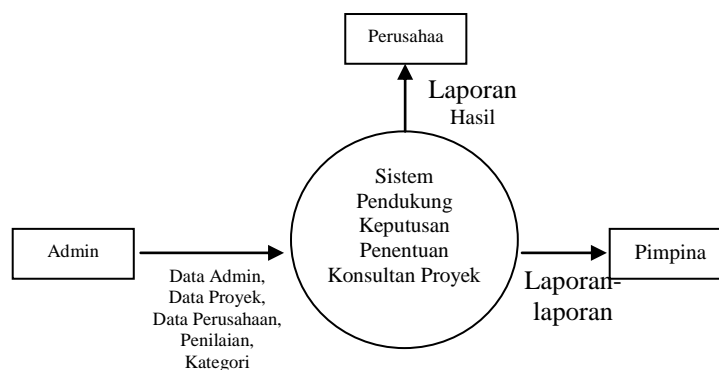 Perusahaa
Laporan
Hasil
Sistem
Pendukung
Keputusan
Penentuan
Konsultan Proyek
Admin
Data Admin,
Data Proyek,
Data Perusahaan,
Penilaian,
Kategori
Pimpina
Laporan-
laporan